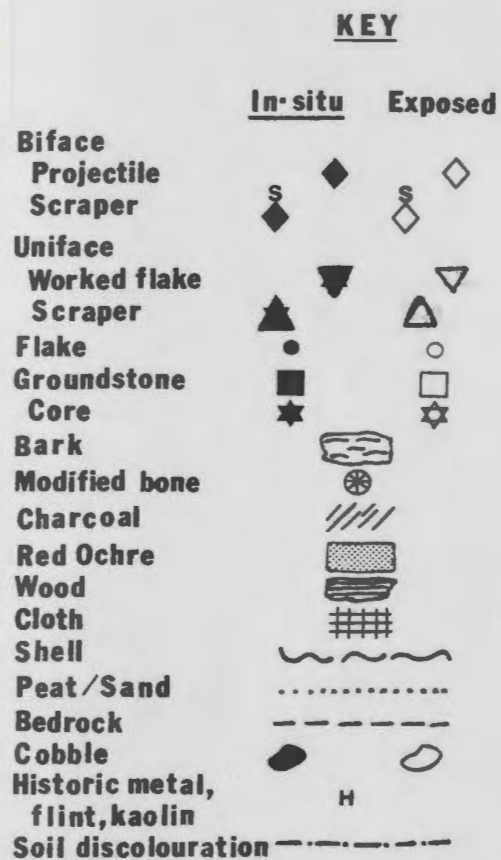 KEY
In-situ Exposed
Biface
Projectile
S S
Scraper
Uniface
Worked flake
Scraper
Flake
Groundstone
Core
Bark
Modified bone
Charcoal
Red Ochre
Wood
Cloth
Shell
Peat/Sand
Bedrock
Cobble
Historic metal,
H
flint, kaolin
Soil discolouration